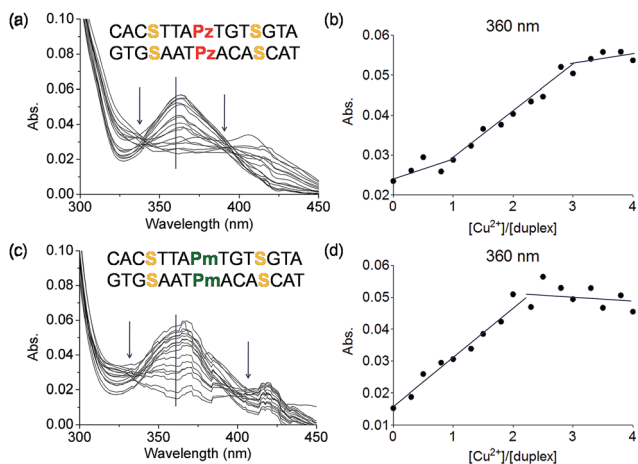 (a)
CACSTTAPzTGTSGTA
GTGSAATPzACASCAT
0.10
0.08
0.06
0.04
0.02
0.00
Abs.
300 350 400 450
Wavelength (nm)
(b)
360 nm
0.06
0.05
0.04
0.03
0.02
Abs.
0 1 2 3 4
[Cu²⁺]/[duplex]
(c)
CACSTTAPmTGTSGTA
GTGSAATPmACASCAT
0.10
0.08
0.06
0.04
0.02
0.00
Abs.
300 350 400 450
Wavelength (nm)
(d)
360 nm
0.06
0.05
0.04
0.03
0.02
0.01
Abs.
0 1 2 3 4
[Cu²⁺]/[duplex]